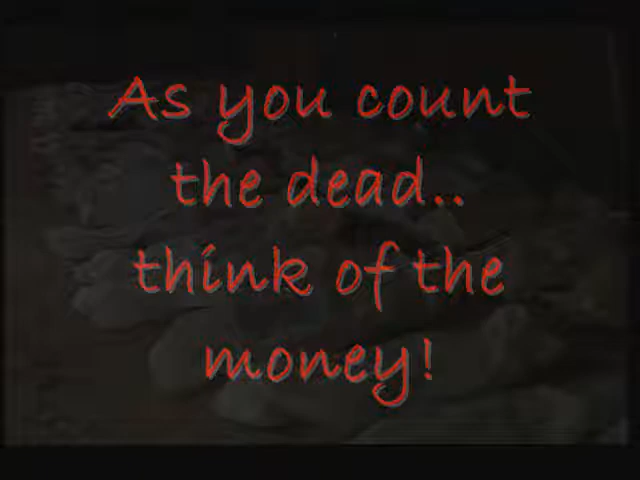 As you count
the dead..
think of the
money!